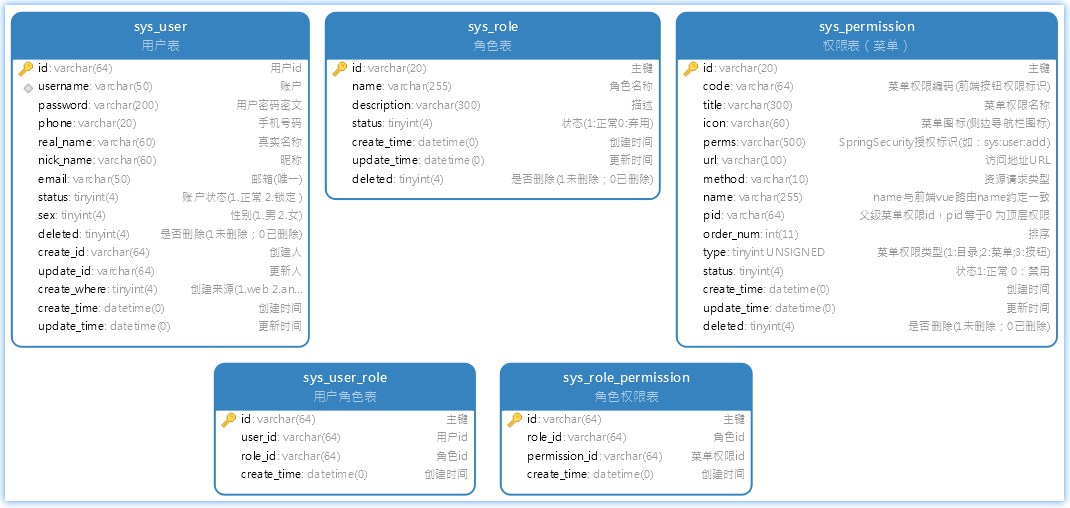 sys_user
用户表
id: varchar(64) 用户id
username: varchar(50) 账户
password: varchar(200) 用户密码密文
phone: varchar(20) 手机号码
real_name: varchar(60) 真实名称
nick_name: varchar(60) 昵称
email: varchar(50) 邮箱(唯一)
status: tinyint(4) 账户状态(1.正常 2.锁定 )
sex: tinyint(4) 性别(1.男 2.女)
deleted: tinyint(4) 是否删除(1未删除；0已删除)
create_id: varchar(64) 创建人
update_id: varchar(64) 更新人
create_where: tinyint(4) 创建来源(1.web 2.an...
create_time: datetime(0) 创建时间
update_time: datetime(0) 更新时间
sys_role
角色表
id: varchar(20) 主键
name: varchar(255) 角色名称
description: varchar(300) 描述
status: tinyint(4) 状态(1:正常0:弃用)
create_time: datetime(0) 创建时间
update_time: datetime(0) 更新时间
deleted: tinyint(4) 是否删除(1未删除；0已删除)
sys_permission
权限表（菜单）
id: varchar(20) 主键
code: varchar(64) 菜单权限编码(前端按钮权限标识)
title: varchar(300) 菜单权限名称
icon: varchar(60) 菜单图标(侧边导航栏图标)
perms: varchar(500) SpringSecurity授权标识(如：sys:user:add)
url: varchar(100) 访问地址URL
method: varchar(10) 资源请求类型
name: varchar(255) name与前端vue路由name约定一致
pid: varchar(64) 父级菜单权限id，pid等于0 为顶层权限
order_num: int(11) 排序
type: tinyint UNSIGNED 菜单权限类型(1:目录;2:菜单;3:按钮)
status: tinyint(4) 状态1:正常 0：禁用
create_time: datetime(0) 创建时间
update_time: datetime(0) 更新时间
deleted: tinyint(4) 是否删除(1未删除；0已删除)
sys_user_role
用户角色表
id: varchar(64) 主键
user_id: varchar(64) 用户id
role_id: varchar(64) 角色id
create_time: datetime(0) 创建时间
sys_role_permission
角色权限表
id: varchar(64) 主键
role_id: varchar(64) 角色id
permission_id: varchar(64) 菜单权限id
create_time: datetime(0) 创建时间